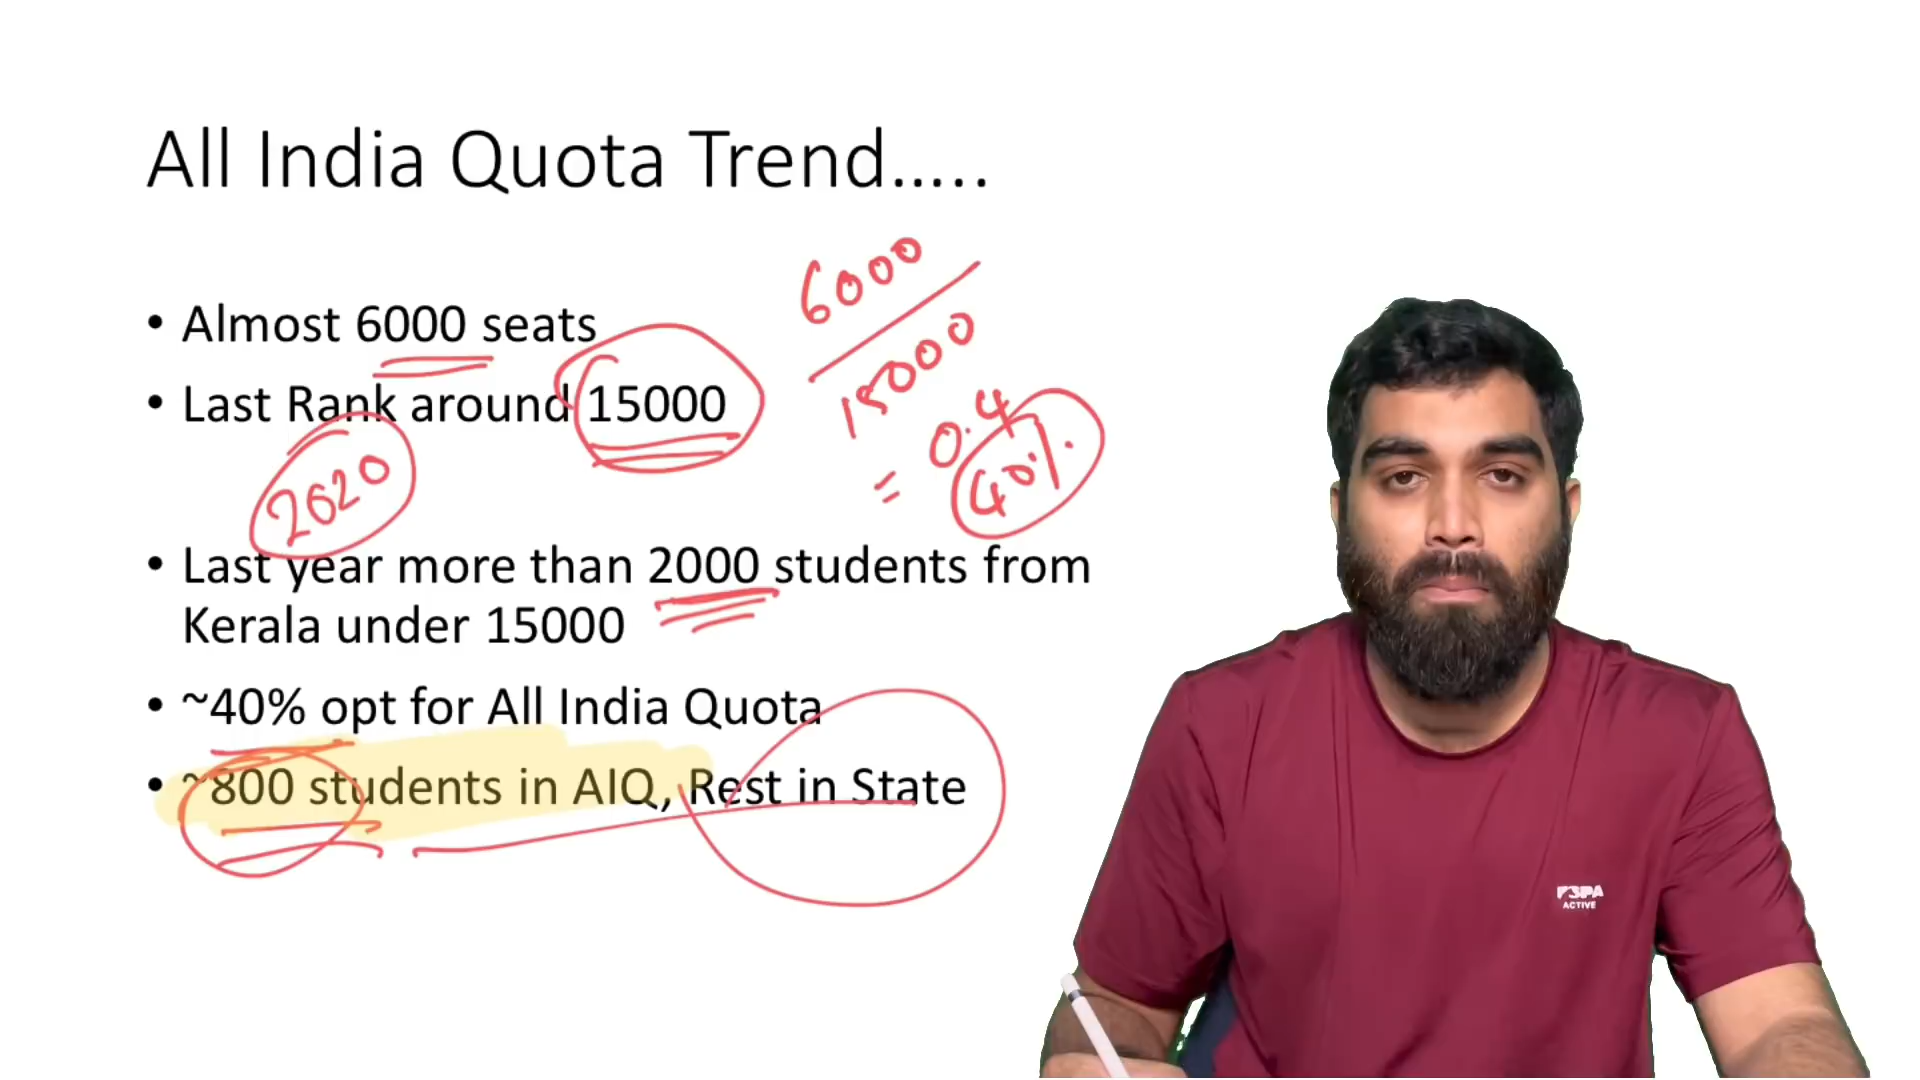 All India Quota Trend.....
• Almost 6000 seats
• Last Rank around 15000
6000
15000
= 0.4
40%.
2020
• Last year more than 2000 students from
Kerala under 15000
• ~40% opt for All India Quota
• ~800 students in AIQ, Rest in State
ACTIVE